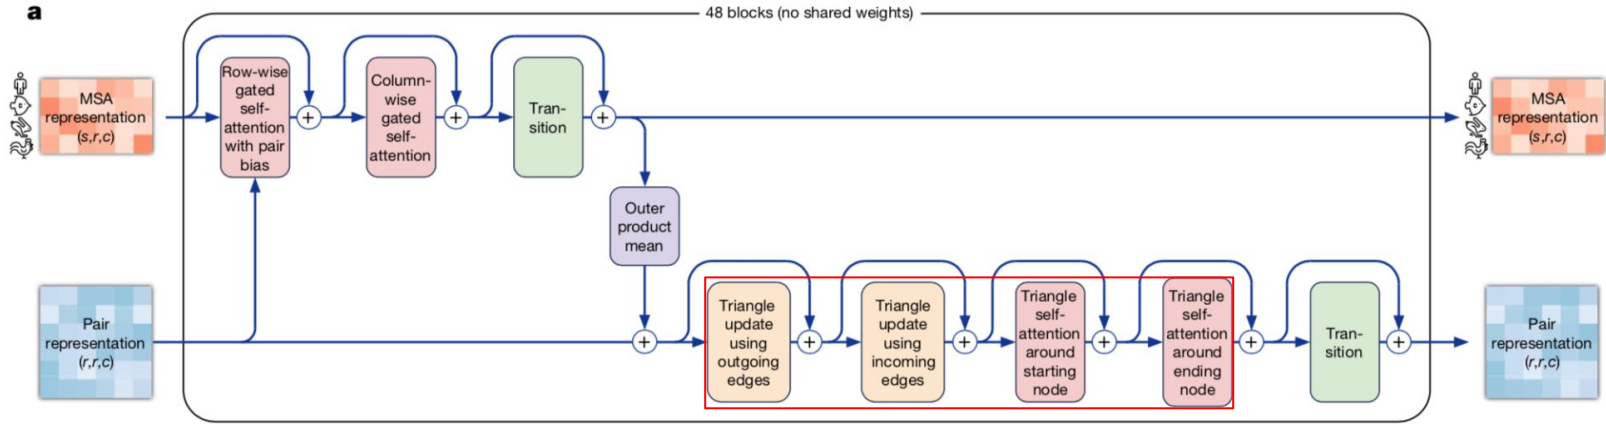 a
48 blocks (no shared weights)
MSA
representation
(s,r,c)
Row-wise
gated
self-
attention
with pair
bias
+
Column-
wise
gated
self-
attention
+
Tran-
sition
+
MSA
representation
(s,r,c)
Outer
product
mean
Pair
representation
(r,r,c)
+
Triangle
update
using
outgoing
edges
+
Triangle
update
using
incoming
edges
+
Triangle
self-
attention
around
starting
node
+
Triangle
self-
attention
around
ending
node
+
Tran-
sition
+
Pair
representation
(r,r,c)